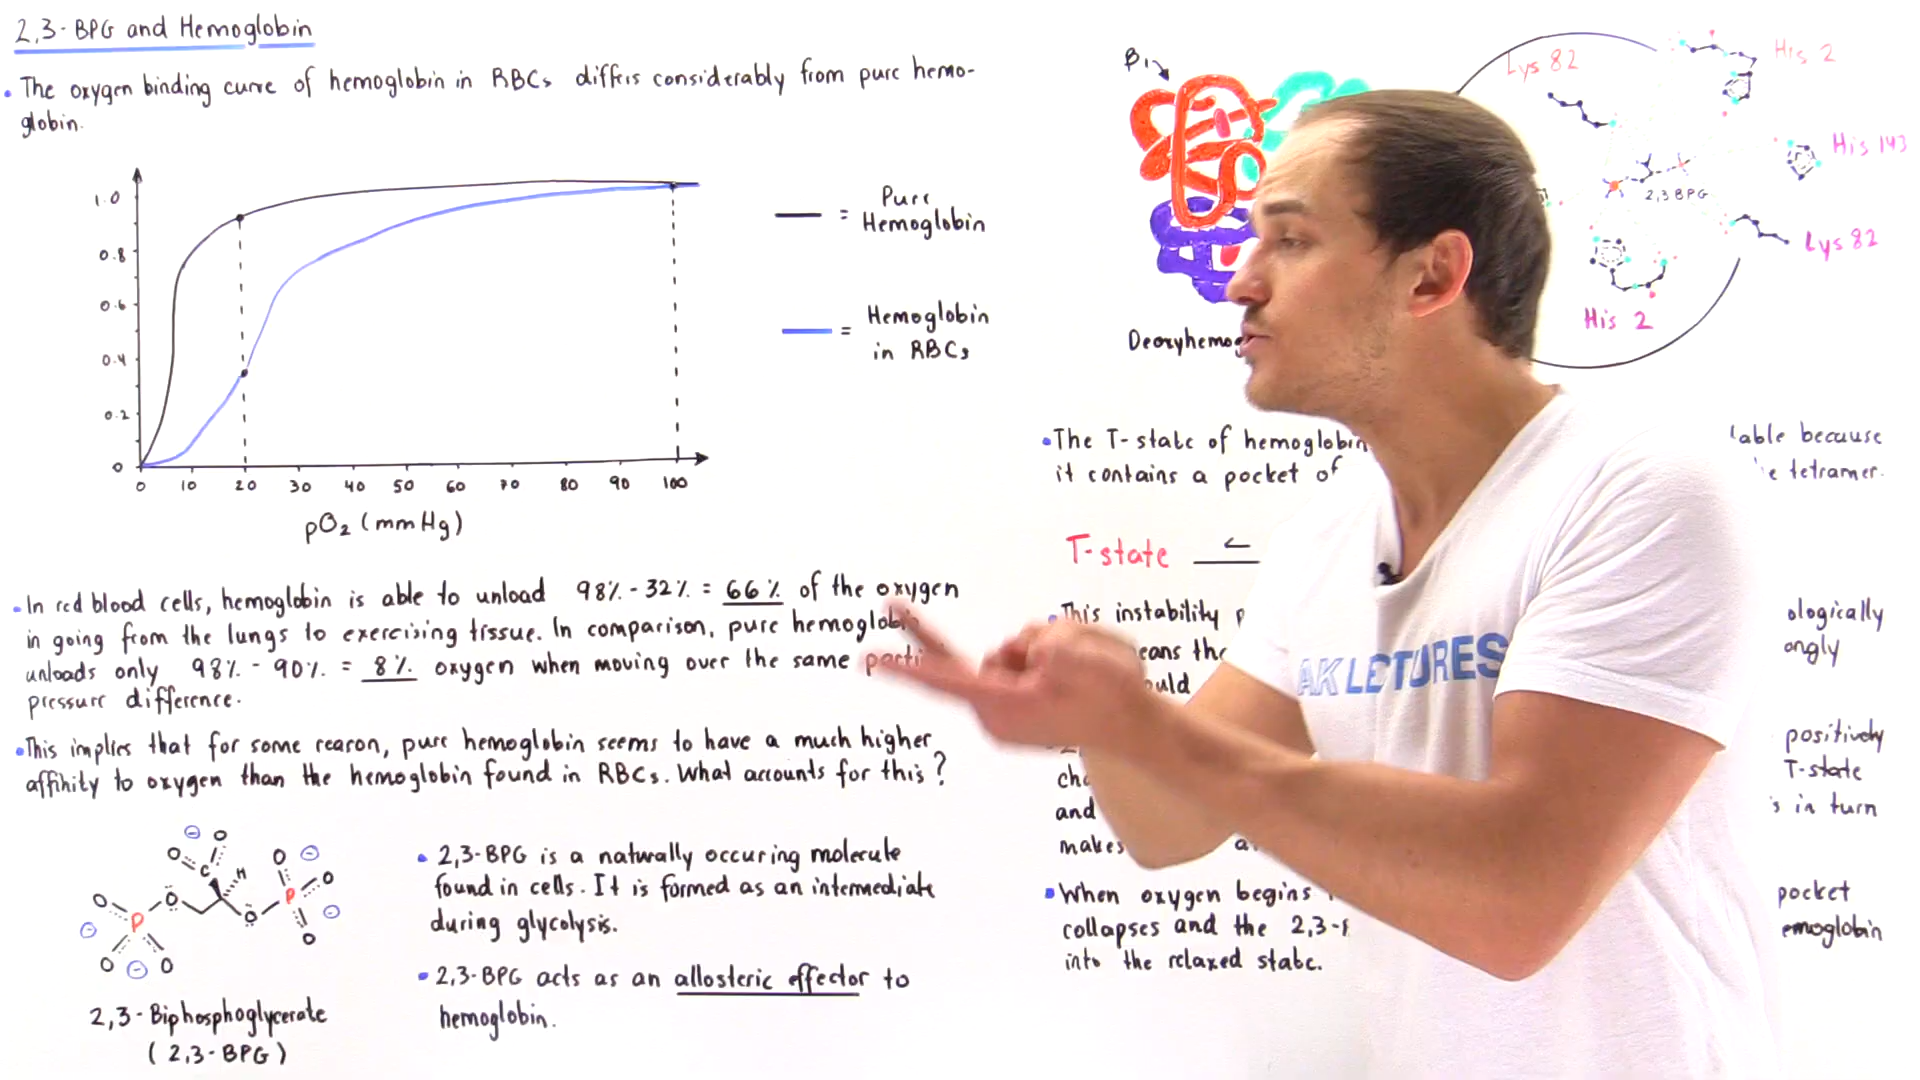 2,3-BPG and Hemoglobin
• The oxygen binding curve of hemoglobin in RBCs differs considerably from pure hemo-
globin.
1.0
0.8
0.6
0.4
0.2
0
0 10 20 30 40 50 60 70 80 90 100
pO2 (mmHg)
= Pure
Hemoglobin
= Hemoglobin
in RBCs
• In red blood cells, hemoglobin is able to unload 98% - 32% = 66% of the oxygen
in going from the lungs to exercising tissue. In comparison, pure hemoglobin
unloads only 98% - 90% = 8% oxygen when moving over the same
pressure difference.
• This implies that for some reason, pure hemoglobin seems to have a much higher
affinity to oxygen than the hemoglobin found in RBCs. What accounts for this?
O O O O O O O O O O
C H P P
2,3-Biphosphoglycerate
(2,3-BPG)
• 2,3-BPG is a naturally occuring molecule
found in cells. It is formed as an intermediate
during glycolysis.
• 2,3-BPG acts as an allosteric effector to
hemoglobin.
β1
Lys 82
His 2
His 143
2,3 BPG
Lys 82
His 2
Deoxyhemo
• The T-state of hemoglobin because
it contains a pocket of tetramer.
T-state
• This instability ologically
ongly
positively
T-state
and in turn
makes
• When oxygen begins pocket
collapses and the 2,3- emoglobin
into the relaxed state.
AK LECTURES